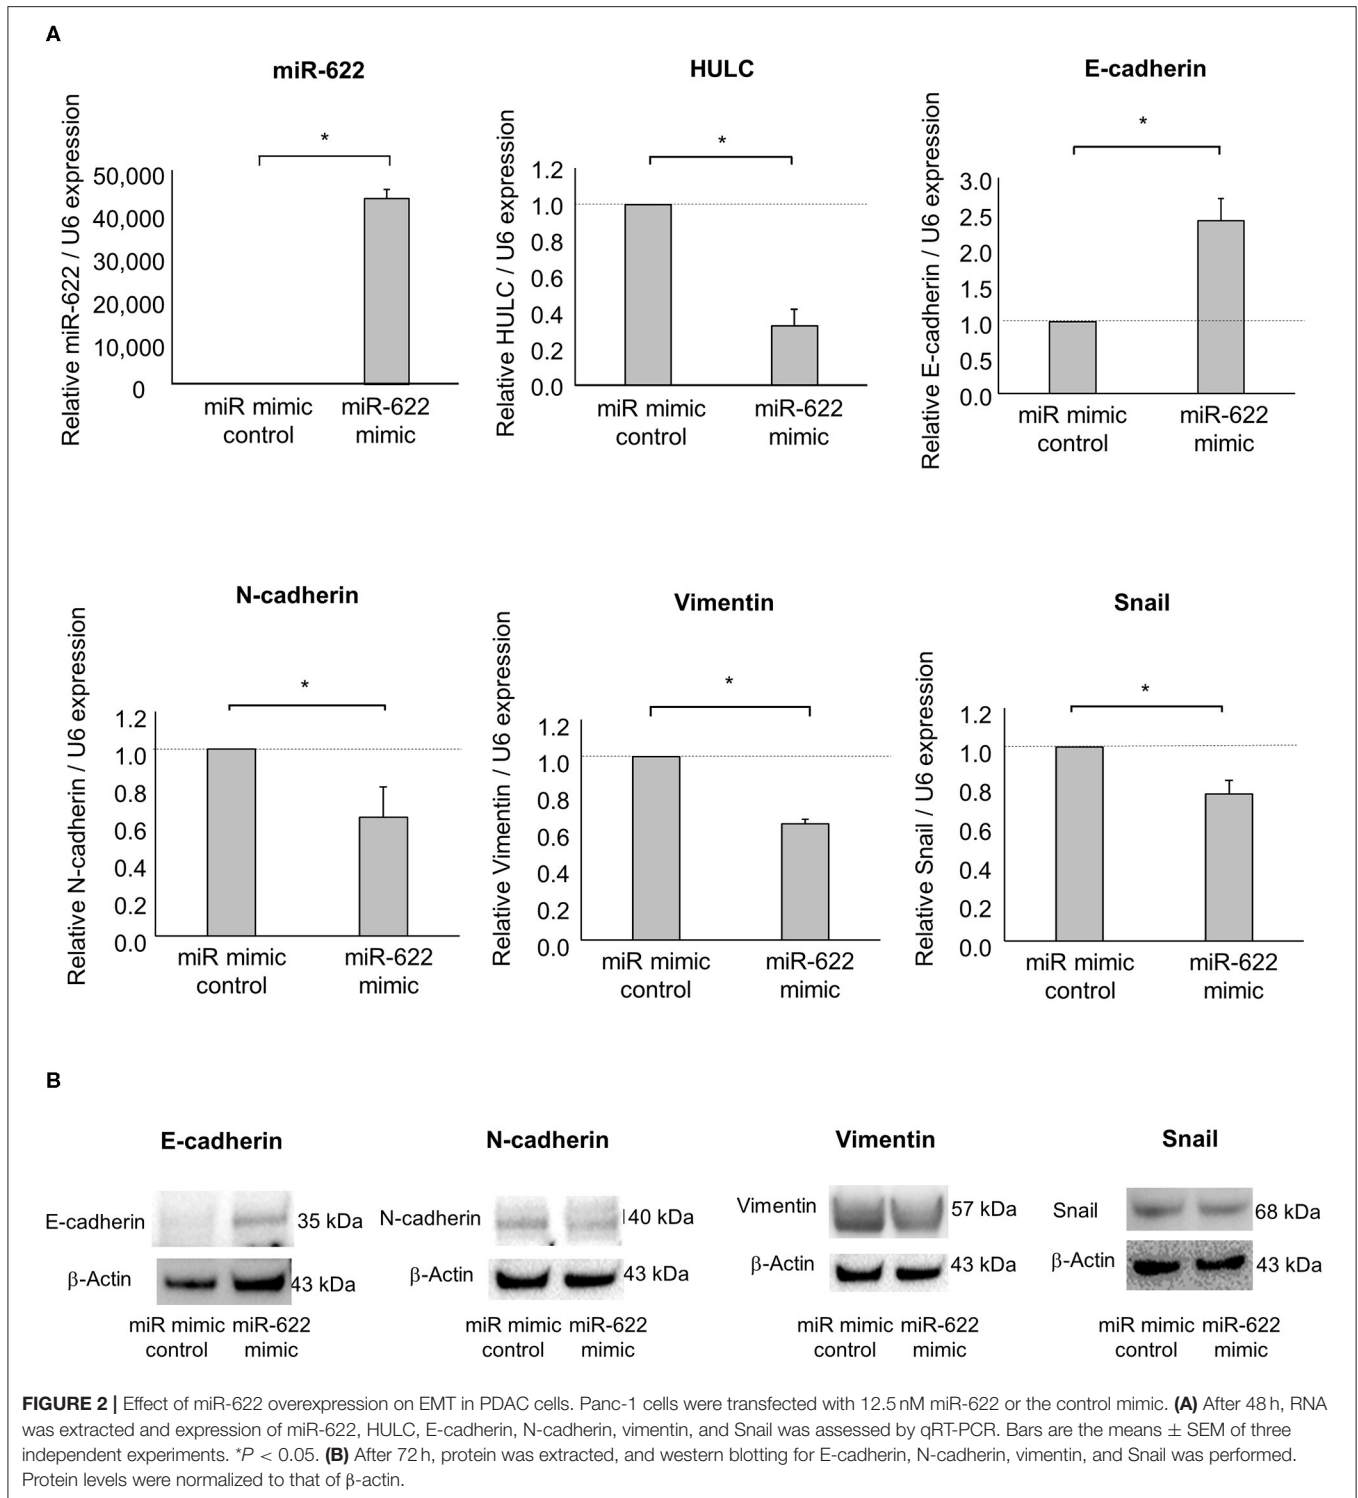 A
miR-622
Relative miR-622 / U6 expression
*
50,000
40,000
30,000
20,000
10,000
0
miR mimic control
miR-622 mimic
HULC
Relative HULC / U6 expression
*
1.2
1.0
0.8
0.6
0.4
0.2
0.0
miR mimic control
miR-622 mimic
E-cadherin
Relative E-cadherin / U6 expression
*
3.0
2.5
2.0
1.5
1.0
0.5
0.0
miR mimic control
miR-622 mimic
N-cadherin
Relative N-cadherin / U6 expression
*
1.2
1.0
0.8
0.6
0.4
0.2
0.0
miR mimic control
miR-622 mimic
Vimentin
Relative Vimentin / U6 expression
*
1.2
1.0
0.8
0.6
0.4
0.2
0.0
miR mimic control
miR-622 mimic
Snail
Relative Snail / U6 expression
*
1.2
1.0
0.8
0.6
0.4
0.2
0.0
miR mimic control
miR-622 mimic
B
E-cadherin
E-cadherin 35 kDa
β-Actin 43 kDa
miR mimic miR-622
control mimic
N-cadherin
N-cadherin 140 kDa
β-Actin 43 kDa
miR mimic miR-622
control mimic
Vimentin
Vimentin 57 kDa
β-Actin 43 kDa
miR mimic miR-622
control mimic
Snail
Snail 68 kDa
β-Actin 43 kDa
miR mimic miR-622
control mimic
FIGURE 2 | Effect of miR-622 overexpression on EMT in PDAC cells. Panc-1 cells were transfected with 12.5 nM miR-622 or the control mimic. (A) After 48 h, RNA
was extracted and expression of miR-622, HULC, E-cadherin, N-cadherin, vimentin, and Snail was assessed by qRT-PCR. Bars are the means ± SEM of three
independent experiments. *P < 0.05. (B) After 72 h, protein was extracted, and western blotting for E-cadherin, N-cadherin, vimentin, and Snail was performed.
Protein levels were normalized to that of β-actin.